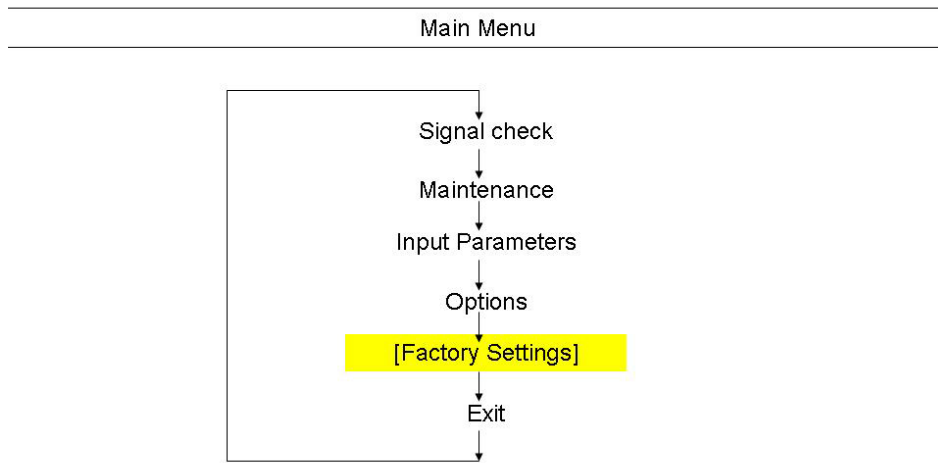 Main Menu
Signal check
Maintenance
Input Parameters
Options
[Factory Settings]
Exit